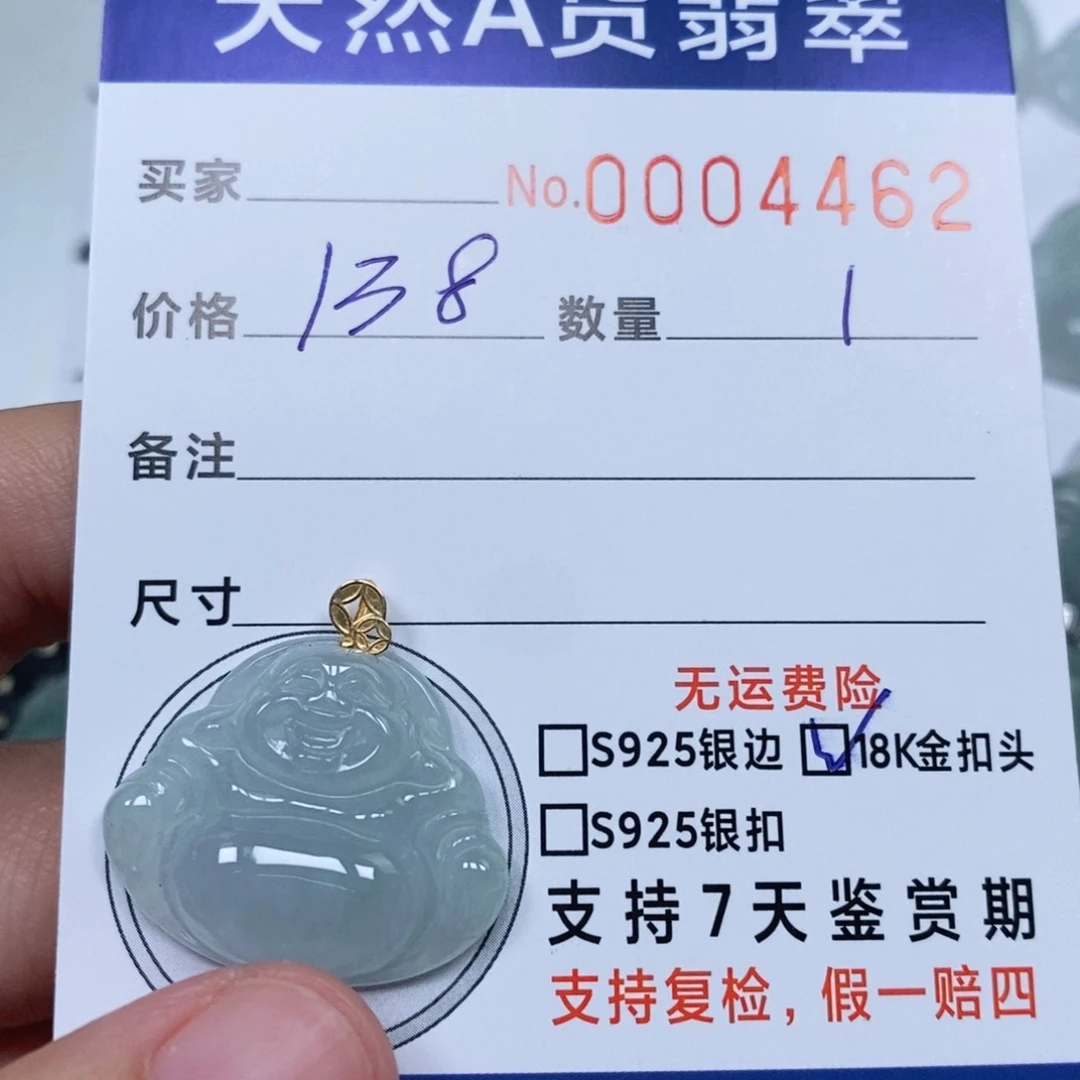 天然A货翡翠
买家 No.0004462
价格 138 数量 1
备注
尺寸
无运费险
S925银边 18K金扣头
S925银扣
支持7天鉴赏期
支持复检，假一赔四